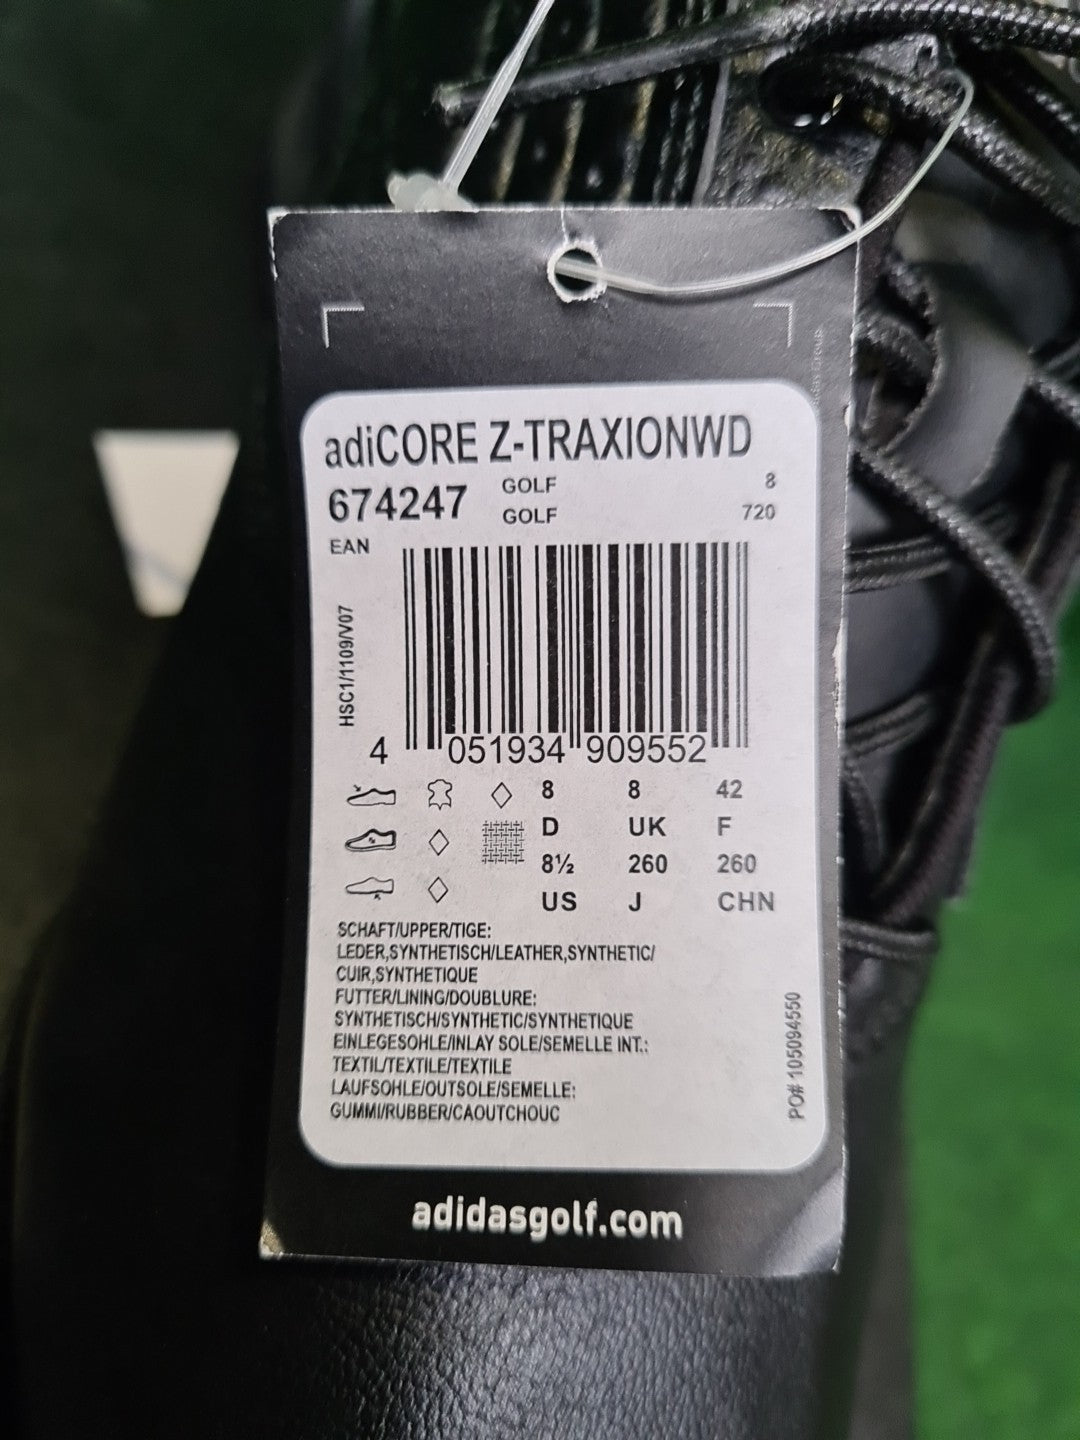 adiCORE Z-TRAXIONWD
674247 GOLF 8
GOLF 720
EAN
HSC1/1109/V07
4 051934 909552
8 8 42
D UK F
8½ 260 260
US J CHN
SCHAFT/UPPER/TIGE:
LEDER,SYNTHETISCH/LEATHER,SYNTHETIC/
CUIR,SYNTHETIQUE
FUTTER/LINING/DOUBLURE:
SYNTHETISCH/SYNTHETIC/SYNTHETIQUE
EINLEGESOHLE/INLAY SOLE/SEMELLE INT.:
TEXTIL/TEXTILE/TEXTILE
LAUFSOHLE/OUTSOLE/SEMELLE:
GUMMI/RUBBER/CAOUTCHOUC
PO# 105094550
adidasgolf.com